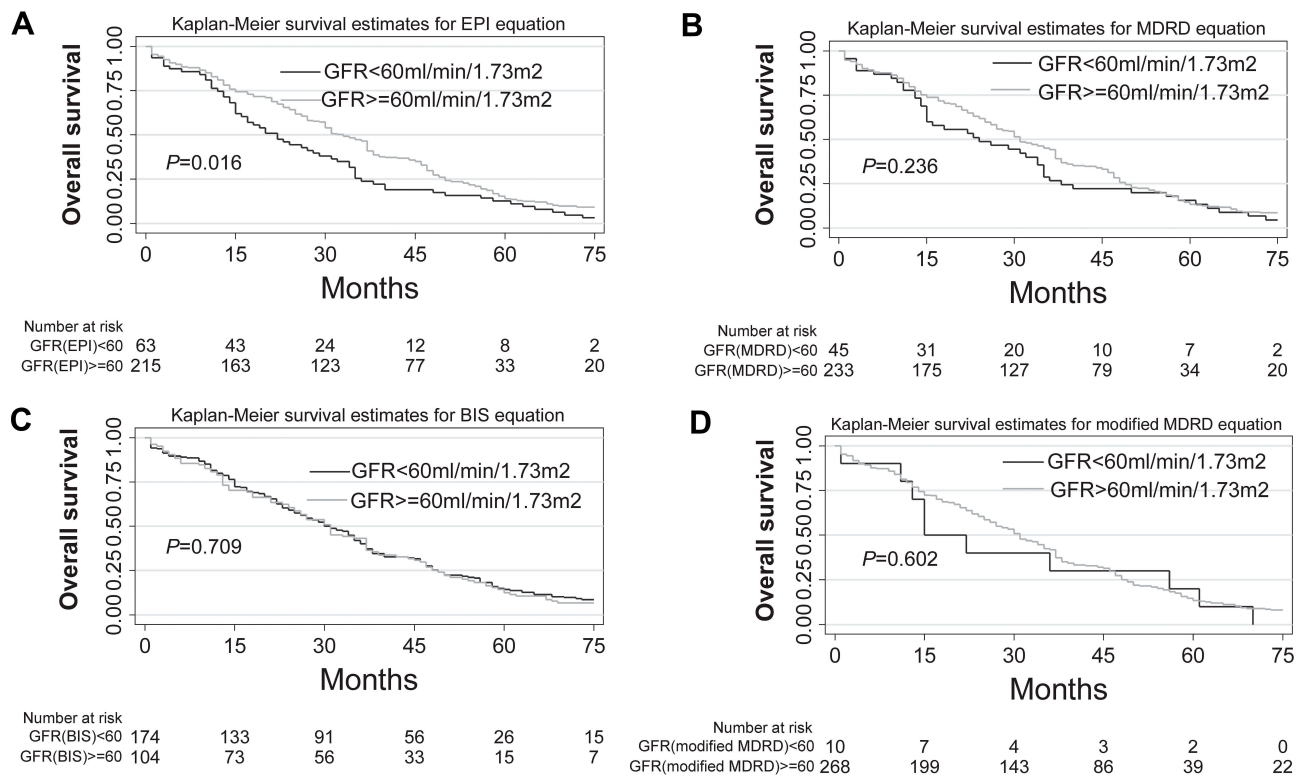 A
Kaplan-Meier survival estimates for EPI equation
Overall survival
0.00 0.25 0.50 0.75 1.00
GFR<60ml/min/1.73m2
GFR>=60ml/min/1.73m2
P=0.016
0 15 30 45 60 75
Months
Number at risk
GFR(EPI)<60 63 43 24 12 8 2
GFR(EPI)>=60 215 163 123 77 33 20
B
Kaplan-Meier survival estimates for MDRD equation
Overall survival
0.00 0.25 0.50 0.75 1.00
GFR<60ml/min/1.73m2
GFR>=60ml/min/1.73m2
P=0.236
0 15 30 45 60 75
Months
Number at risk
GFR(MDRD)<60 45 31 20 10 7 2
GFR(MDRD)>=60 233 175 127 79 34 20
C
Kaplan-Meier survival estimates for BIS equation
Overall survival
0.00 0.25 0.50 0.75 1.00
GFR<60ml/min/1.73m2
GFR>=60ml/min/1.73m2
P=0.709
0 15 30 45 60 75
Months
Number at risk
GFR(BIS)<60 174 133 91 56 26 15
GFR(BIS)>=60 104 73 56 33 15 7
D
Kaplan-Meier survival estimates for modified MDRD equation
Overall survival
0.00 0.25 0.50 0.75 1.00
GFR<60ml/min/1.73m2
GFR>60ml/min/1.73m2
P=0.602
0 15 30 45 60 75
Months
Number at risk
GFR(modified MDRD)<60 10 7 4 3 2 0
GFR(modified MDRD)>=60 268 199 143 86 39 22